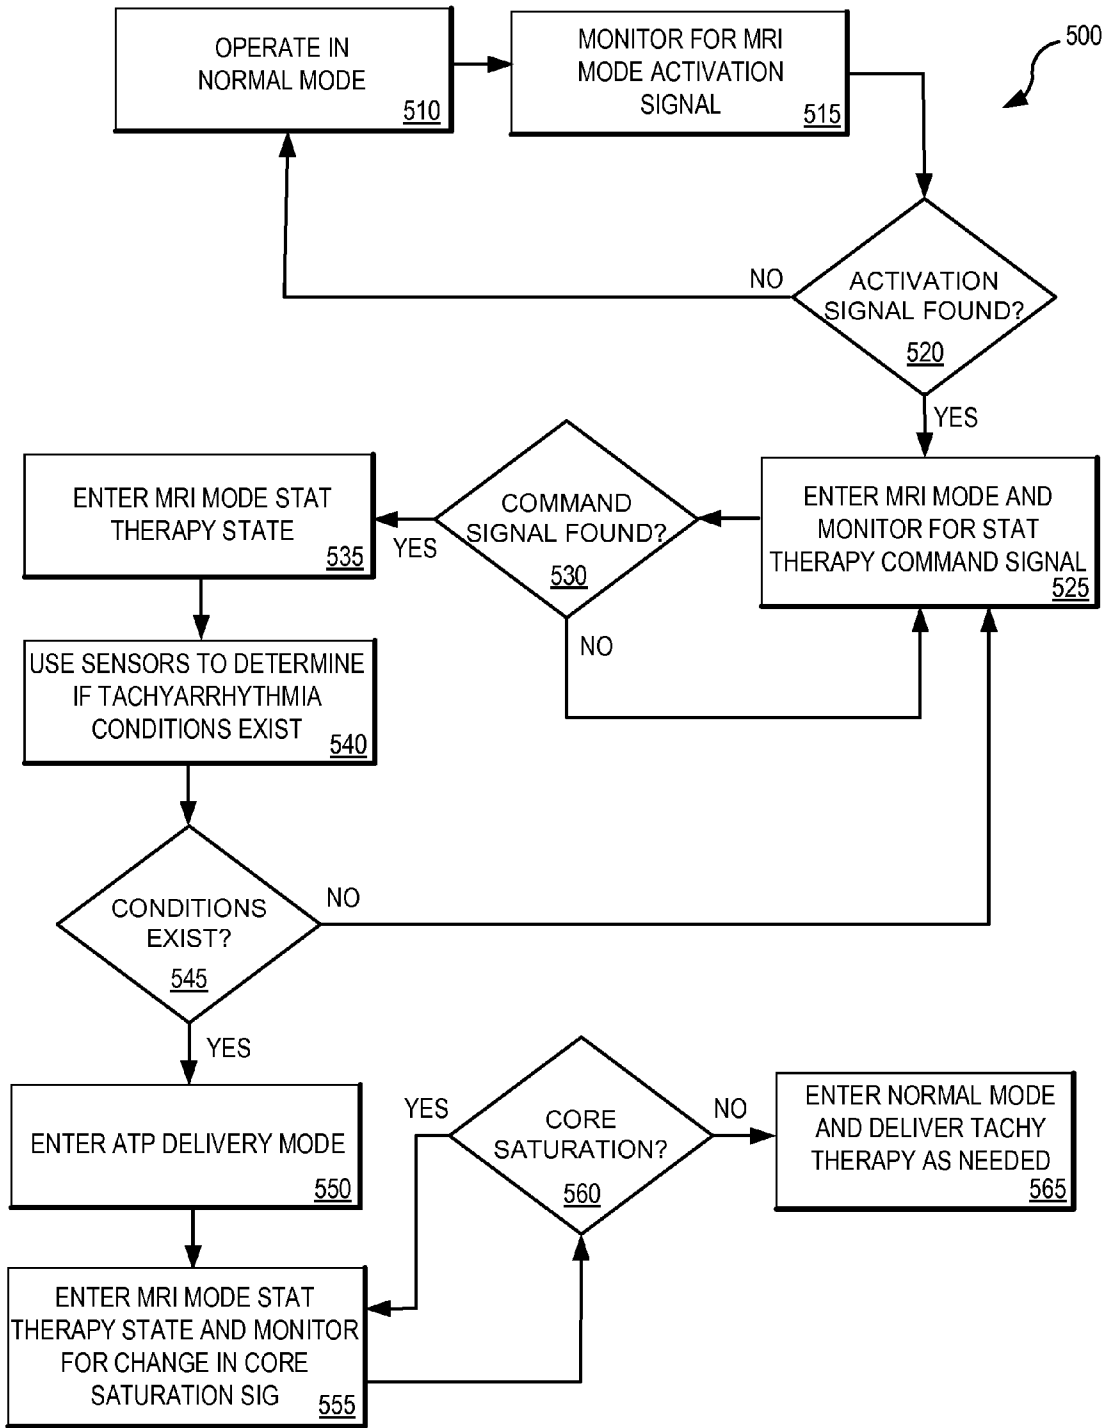 OPERATE IN
NORMAL MODE
510
MONITOR FOR MRI
MODE ACTIVATION
SIGNAL
515
500
ACTIVATION
SIGNAL FOUND?
520
NO
YES
ENTER MRI MODE AND
MONITOR FOR STAT
THERAPY COMMAND SIGNAL
525
COMMAND
SIGNAL FOUND?
530
YES
NO
ENTER MRI MODE STAT
THERAPY STATE
535
USE SENSORS TO DETERMINE
IF TACHYARRHYTHMIA
CONDITIONS EXIST
540
CONDITIONS
EXIST?
545
NO
YES
ENTER ATP DELIVERY MODE
550
ENTER MRI MODE STAT
THERAPY STATE AND MONITOR
FOR CHANGE IN CORE
SATURATION SIG
555
CORE
SATURATION?
560
YES
NO
ENTER NORMAL MODE
AND DELIVER TACHY
THERAPY AS NEEDED
565